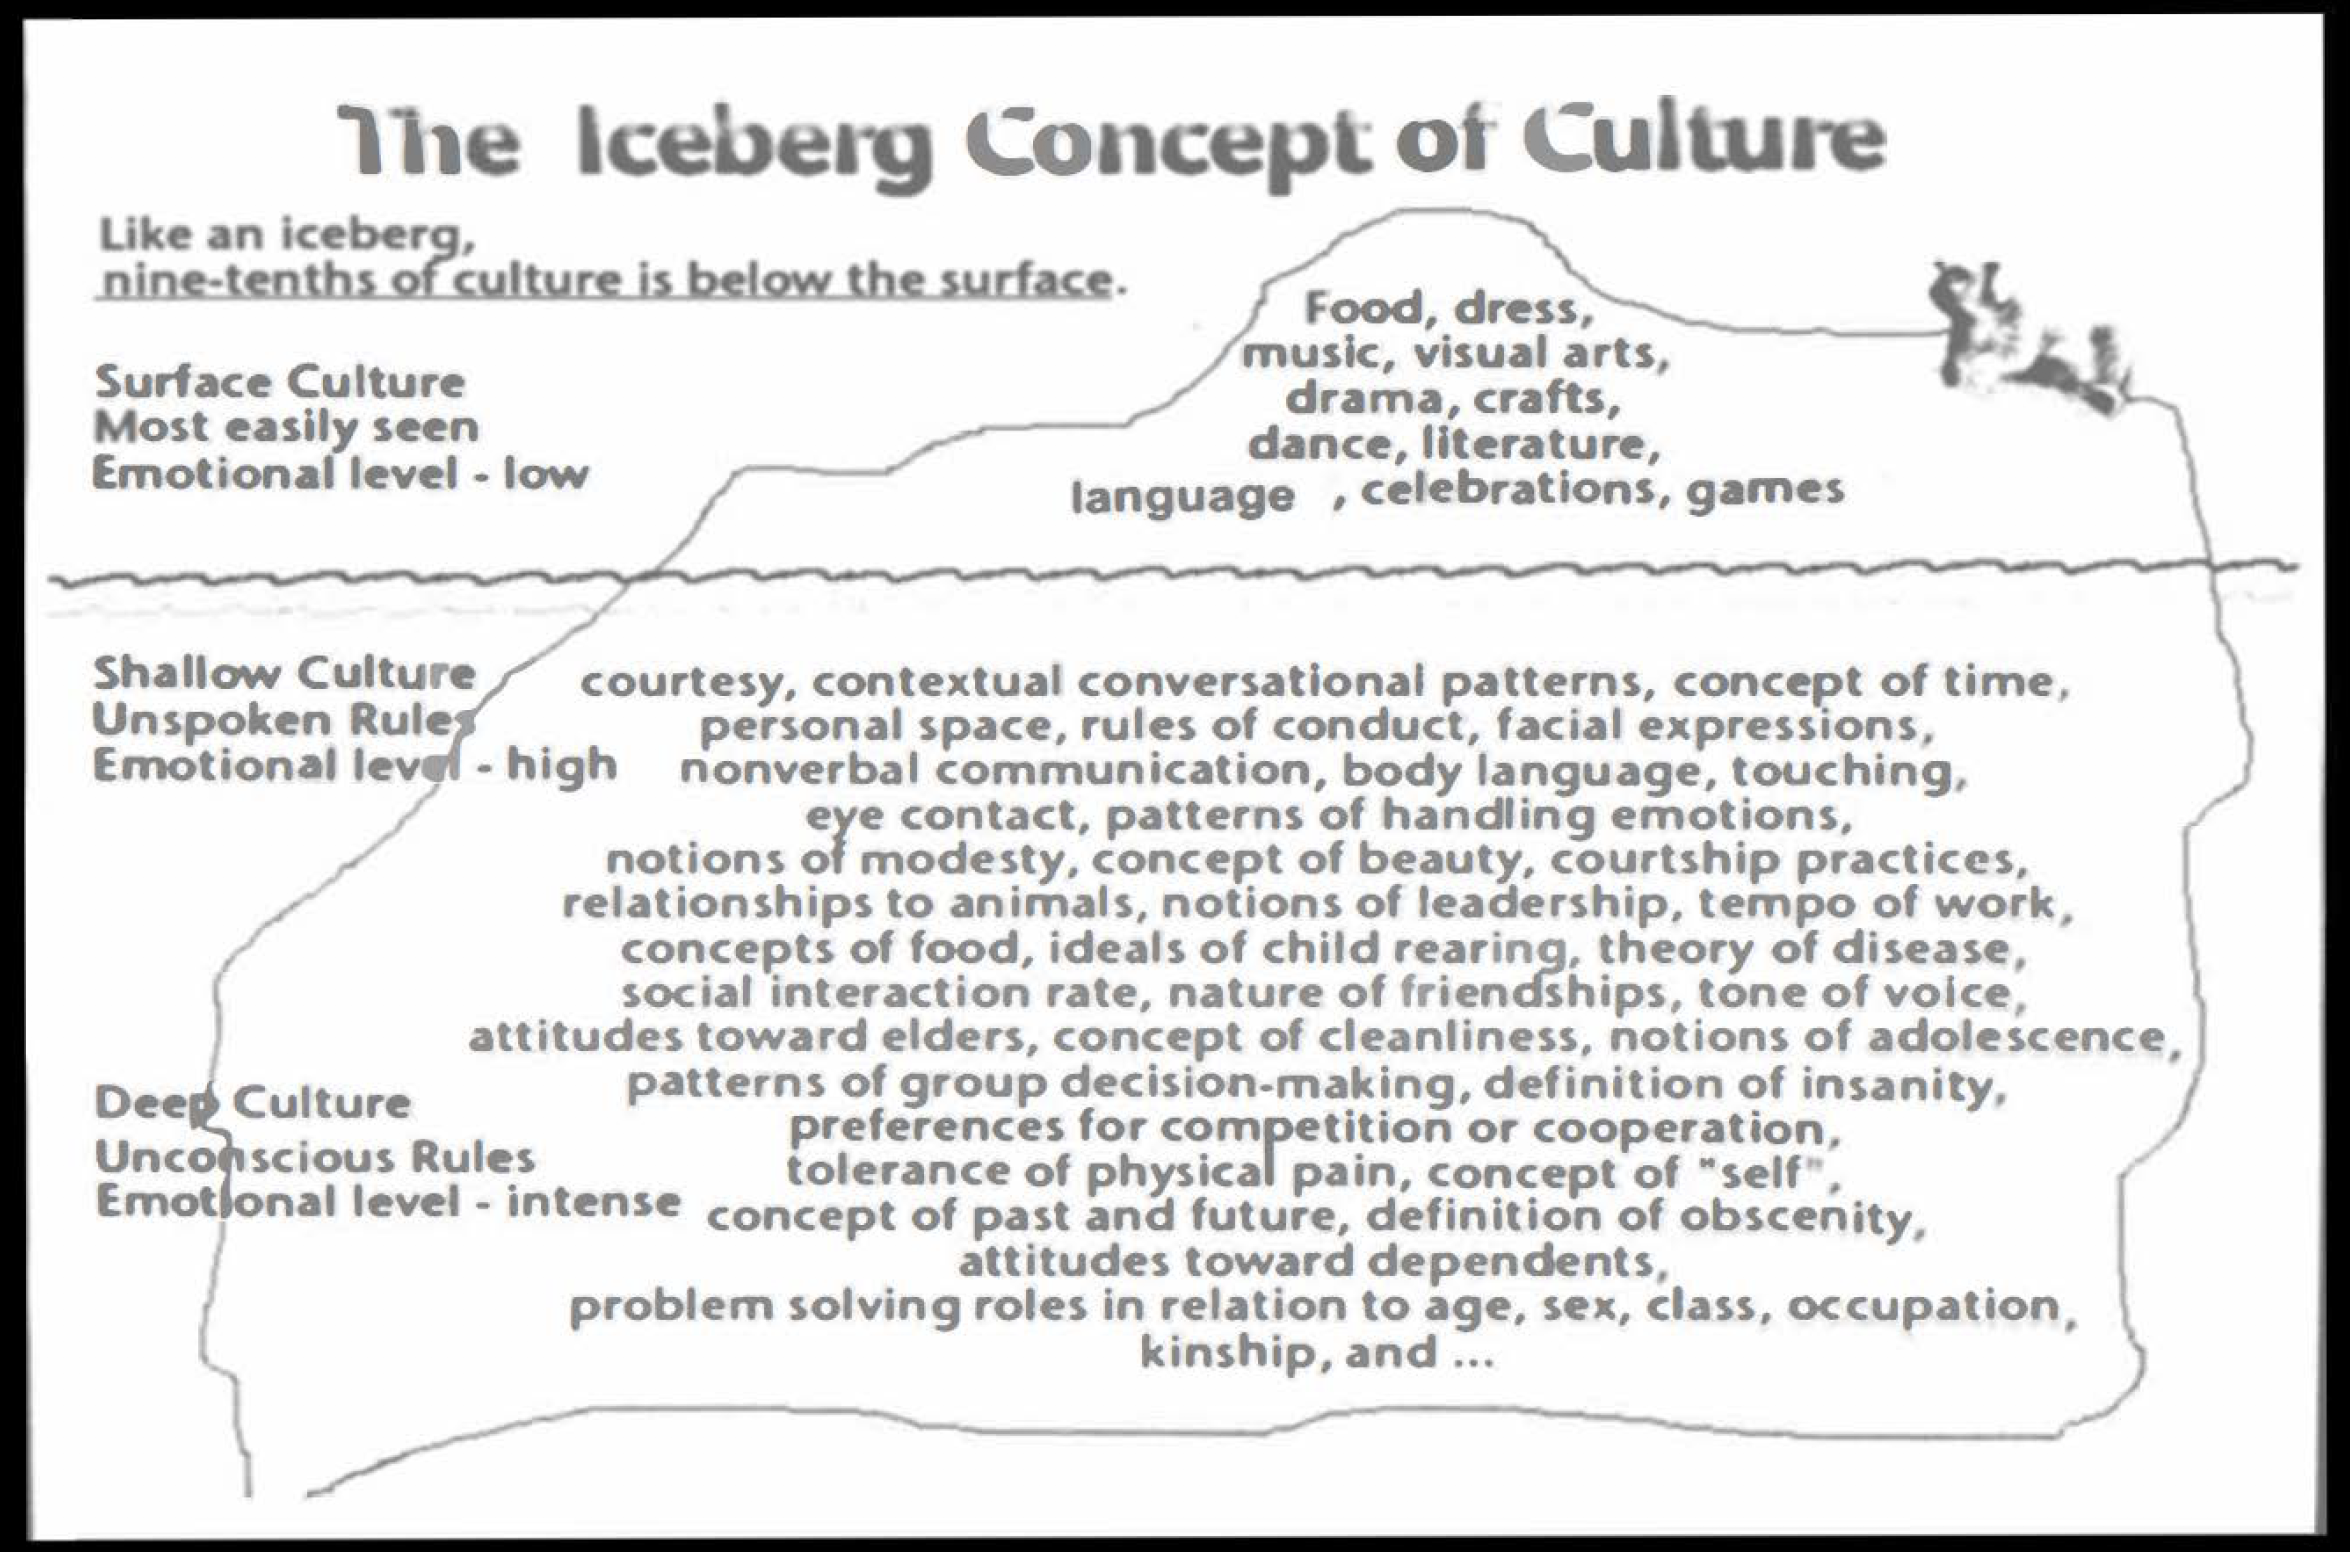 The Iceberg Concept of Culture
Like an iceberg,
nine-tenths of culture is below the surface.
Surface Culture
Most easily seen
Emotional level - low
Food, dress,
music, visual arts,
drama, crafts,
dance, literature,
language , celebrations, games
Shallow Culture
Unspoken Rules
Emotional level - high
courtesy, contextual conversational patterns, concept of time,
personal space, rules of conduct, facial expressions,
nonverbal communication, body language, touching,
eye contact, patterns of handling emotions,
notions of modesty, concept of beauty, courtship practices,
relationships to animals, notions of leadership, tempo of work,
concepts of food, ideals of child rearing, theory of disease,
social interaction rate, nature of friendships, tone of voice,
attitudes toward elders, concept of cleanliness, notions of adolescence,
patterns of group decision-making, definition of insanity,
preferences for competition or cooperation,
tolerance of physical pain, concept of "self",
concept of past and future, definition of obscenity,
attitudes toward dependents,
problem solving roles in relation to age, sex, class, occupation,
kinship, and ...
Deep Culture
Unconscious Rules
Emotional level - intense